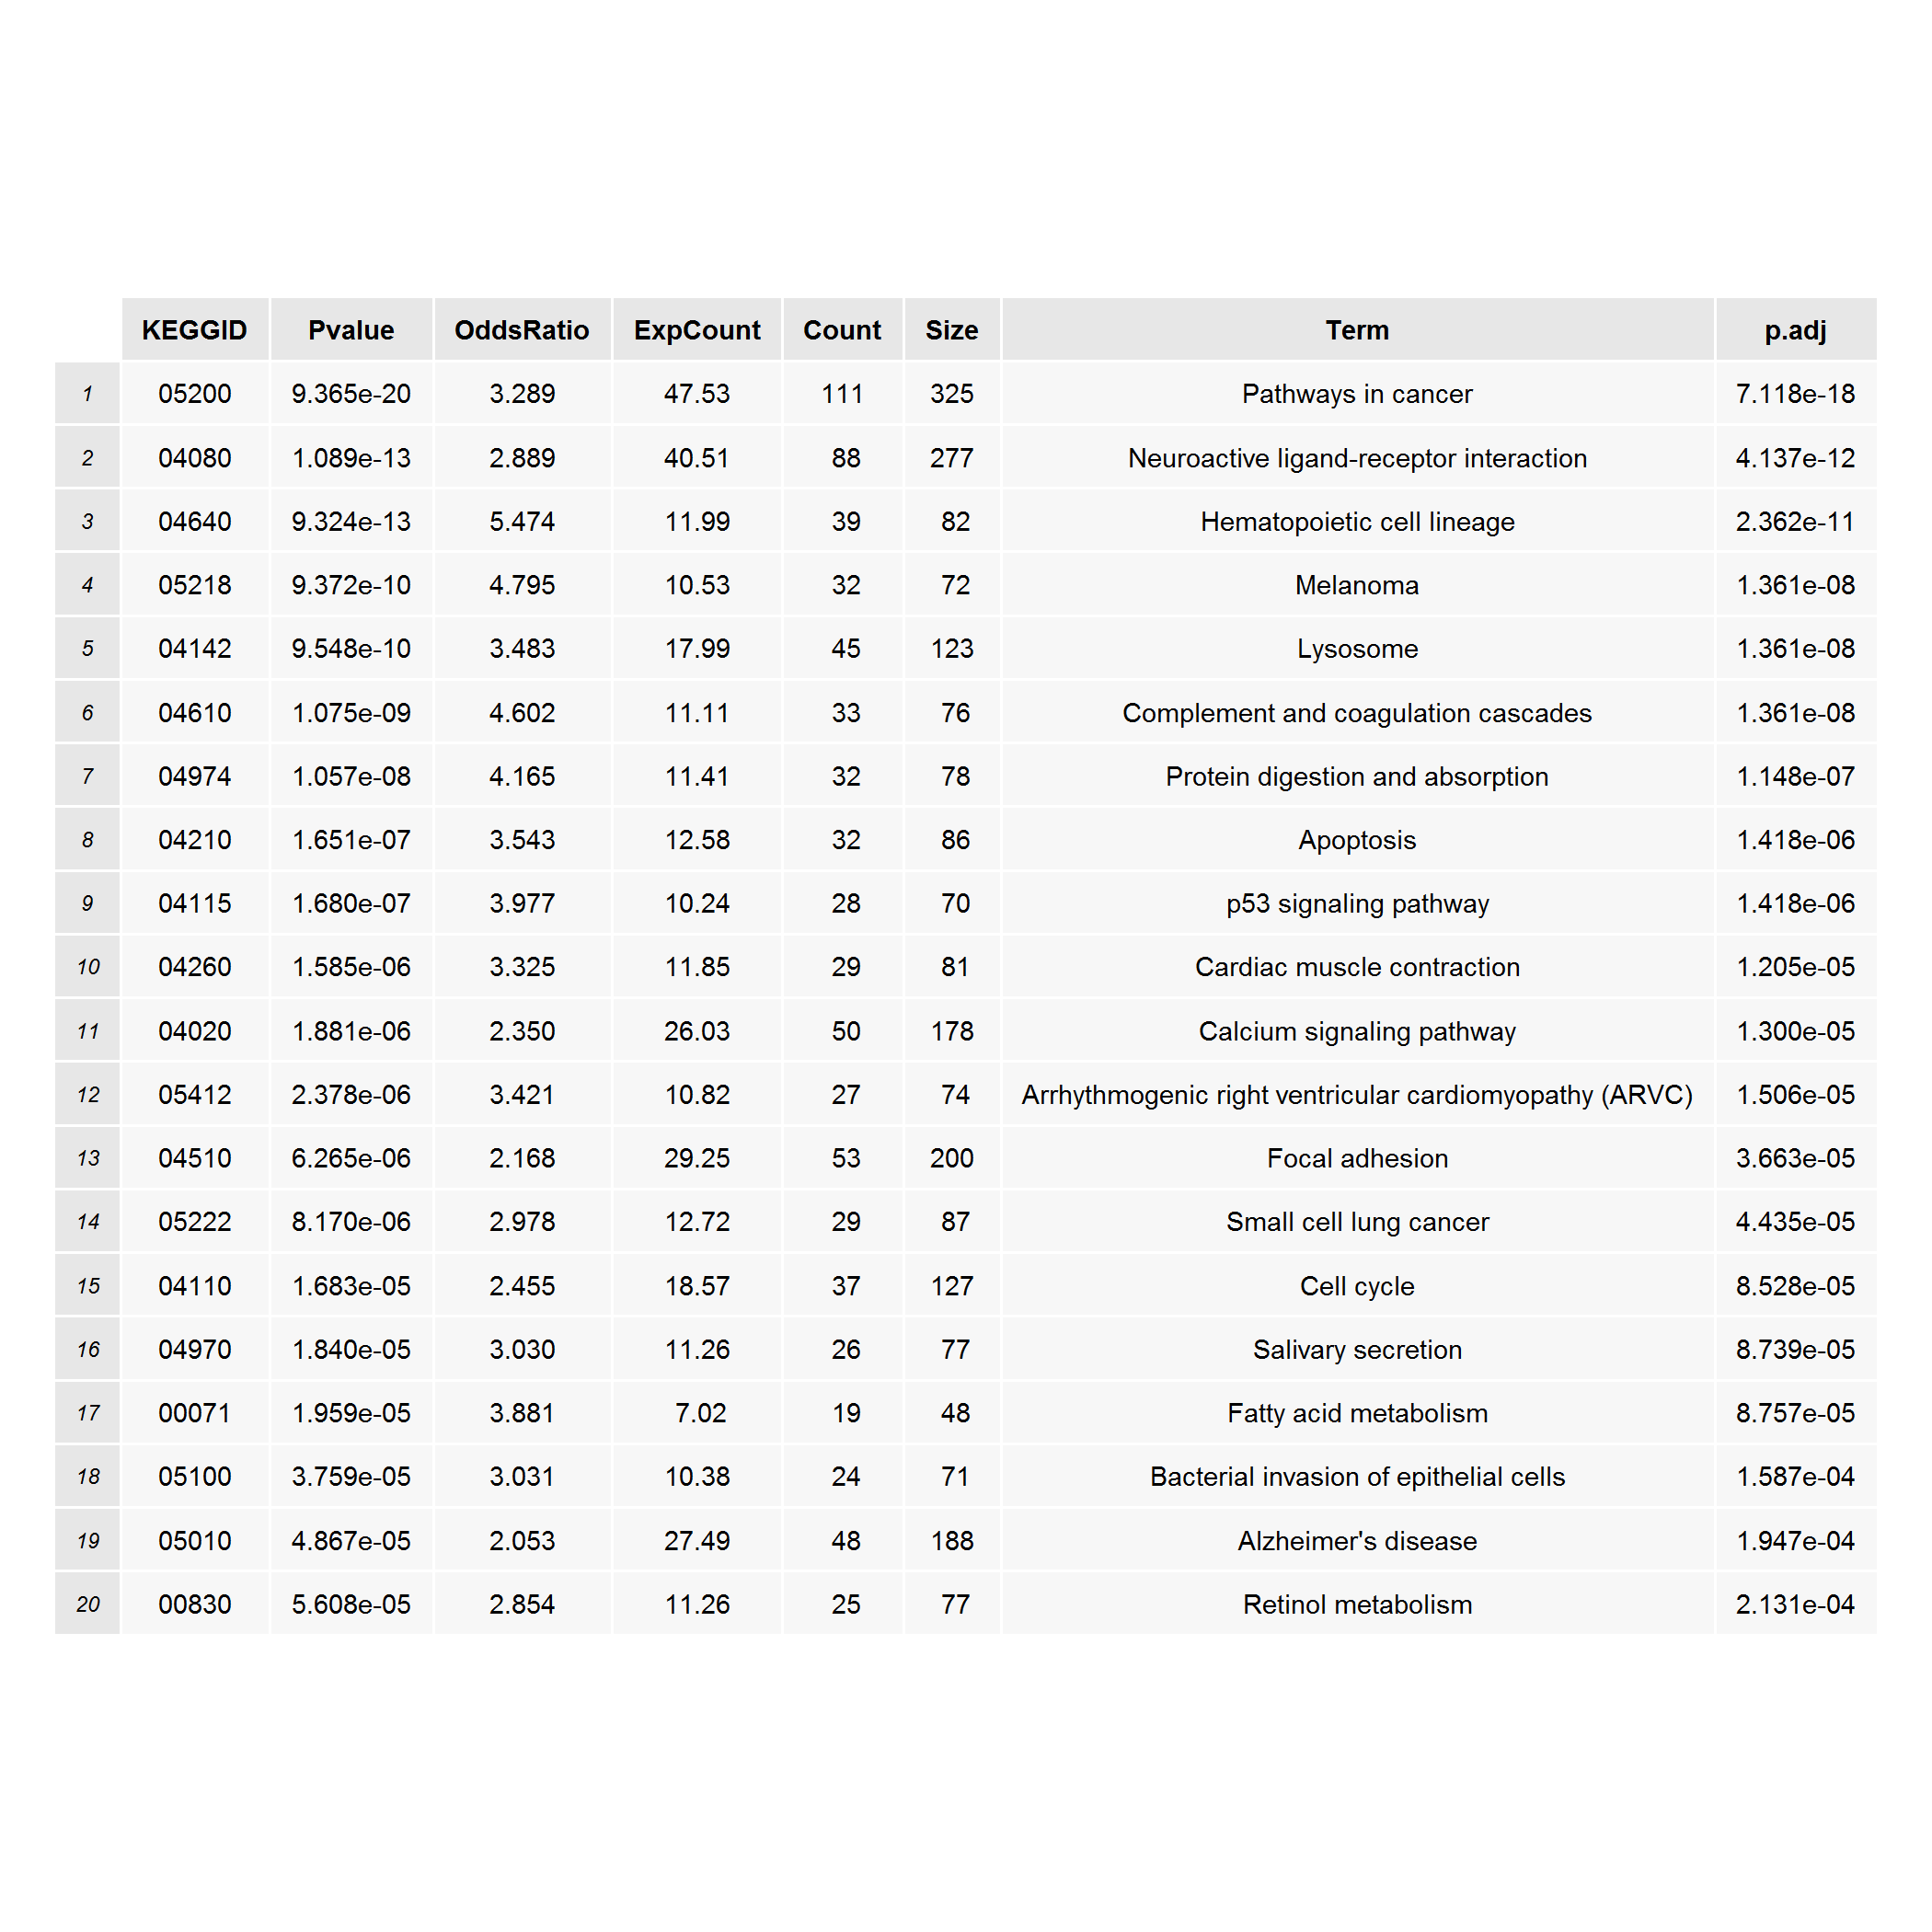 KEGGID Pvalue OddsRatio ExpCount Count Size Term p.adj
1 05200 9.365e-20 3.289 47.53 111 325 Pathways in cancer 7.118e-18
2 04080 1.089e-13 2.889 40.51 88 277 Neuroactive ligand-receptor interaction 4.137e-12
3 04640 9.324e-13 5.474 11.99 39 82 Hematopoietic cell lineage 2.362e-11
4 05218 9.372e-10 4.795 10.53 32 72 Melanoma 1.361e-08
5 04142 9.548e-10 3.483 17.99 45 123 Lysosome 1.361e-08
6 04610 1.075e-09 4.602 11.11 33 76 Complement and coagulation cascades 1.361e-08
7 04974 1.057e-08 4.165 11.41 32 78 Protein digestion and absorption 1.148e-07
8 04210 1.651e-07 3.543 12.58 32 86 Apoptosis 1.418e-06
9 04115 1.680e-07 3.977 10.24 28 70 p53 signaling pathway 1.418e-06
10 04260 1.585e-06 3.325 11.85 29 81 Cardiac muscle contraction 1.205e-05
11 04020 1.881e-06 2.350 26.03 50 178 Calcium signaling pathway 1.300e-05
12 05412 2.378e-06 3.421 10.82 27 74 Arrhythmogenic right ventricular cardiomyopathy (ARVC) 1.506e-05
13 04510 6.265e-06 2.168 29.25 53 200 Focal adhesion 3.663e-05
14 05222 8.170e-06 2.978 12.72 29 87 Small cell lung cancer 4.435e-05
15 04110 1.683e-05 2.455 18.57 37 127 Cell cycle 8.528e-05
16 04970 1.840e-05 3.030 11.26 26 77 Salivary secretion 8.739e-05
17 00071 1.959e-05 3.881 7.02 19 48 Fatty acid metabolism 8.757e-05
18 05100 3.759e-05 3.031 10.38 24 71 Bacterial invasion of epithelial cells 1.587e-04
19 05010 4.867e-05 2.053 27.49 48 188 Alzheimer's disease 1.947e-04
20 00830 5.608e-05 2.854 11.26 25 77 Retinol metabolism 2.131e-04